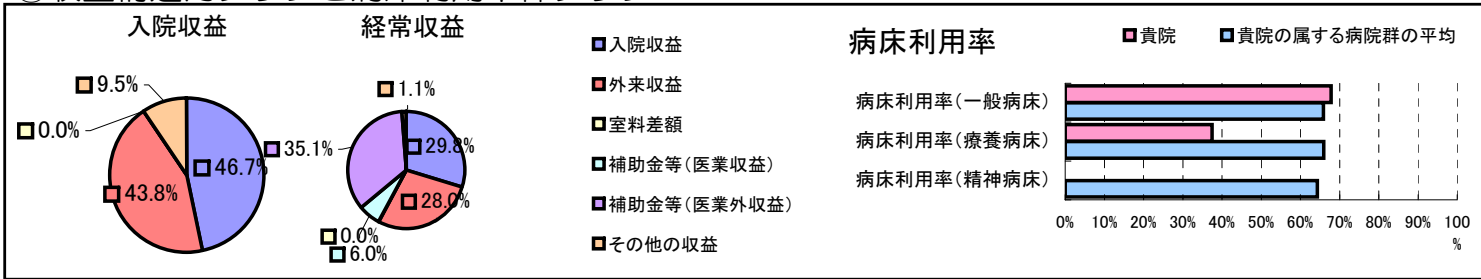 入院収益
9.5%
0.0%
46.7%
43.8%
経常収益
1.1%
35.1%
29.8%
28.0%
0.0%
6.0%
入院収益
外来収益
室料差額
補助金等(医業収益)
補助金等(医業外収益)
その他の収益
病床利用率
貴院
貴院の属する病院群の平均
病床利用率(一般病床)
病床利用率(療養病床)
病床利用率(精神病床)
0% 10% 20% 30% 40% 50% 60% 70% 80% 90% 100
%